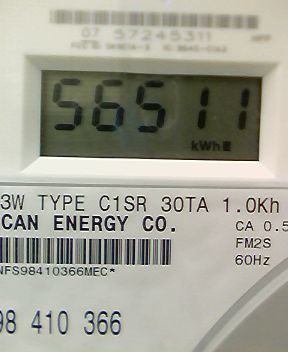 07 57245311
56511
kWh
3W TYPE C1SR 30TA 1.0Kh
CAN ENERGY CO.
CA 0.5
FM2S
60Hz
NFS98410366MEC*
98 410 366